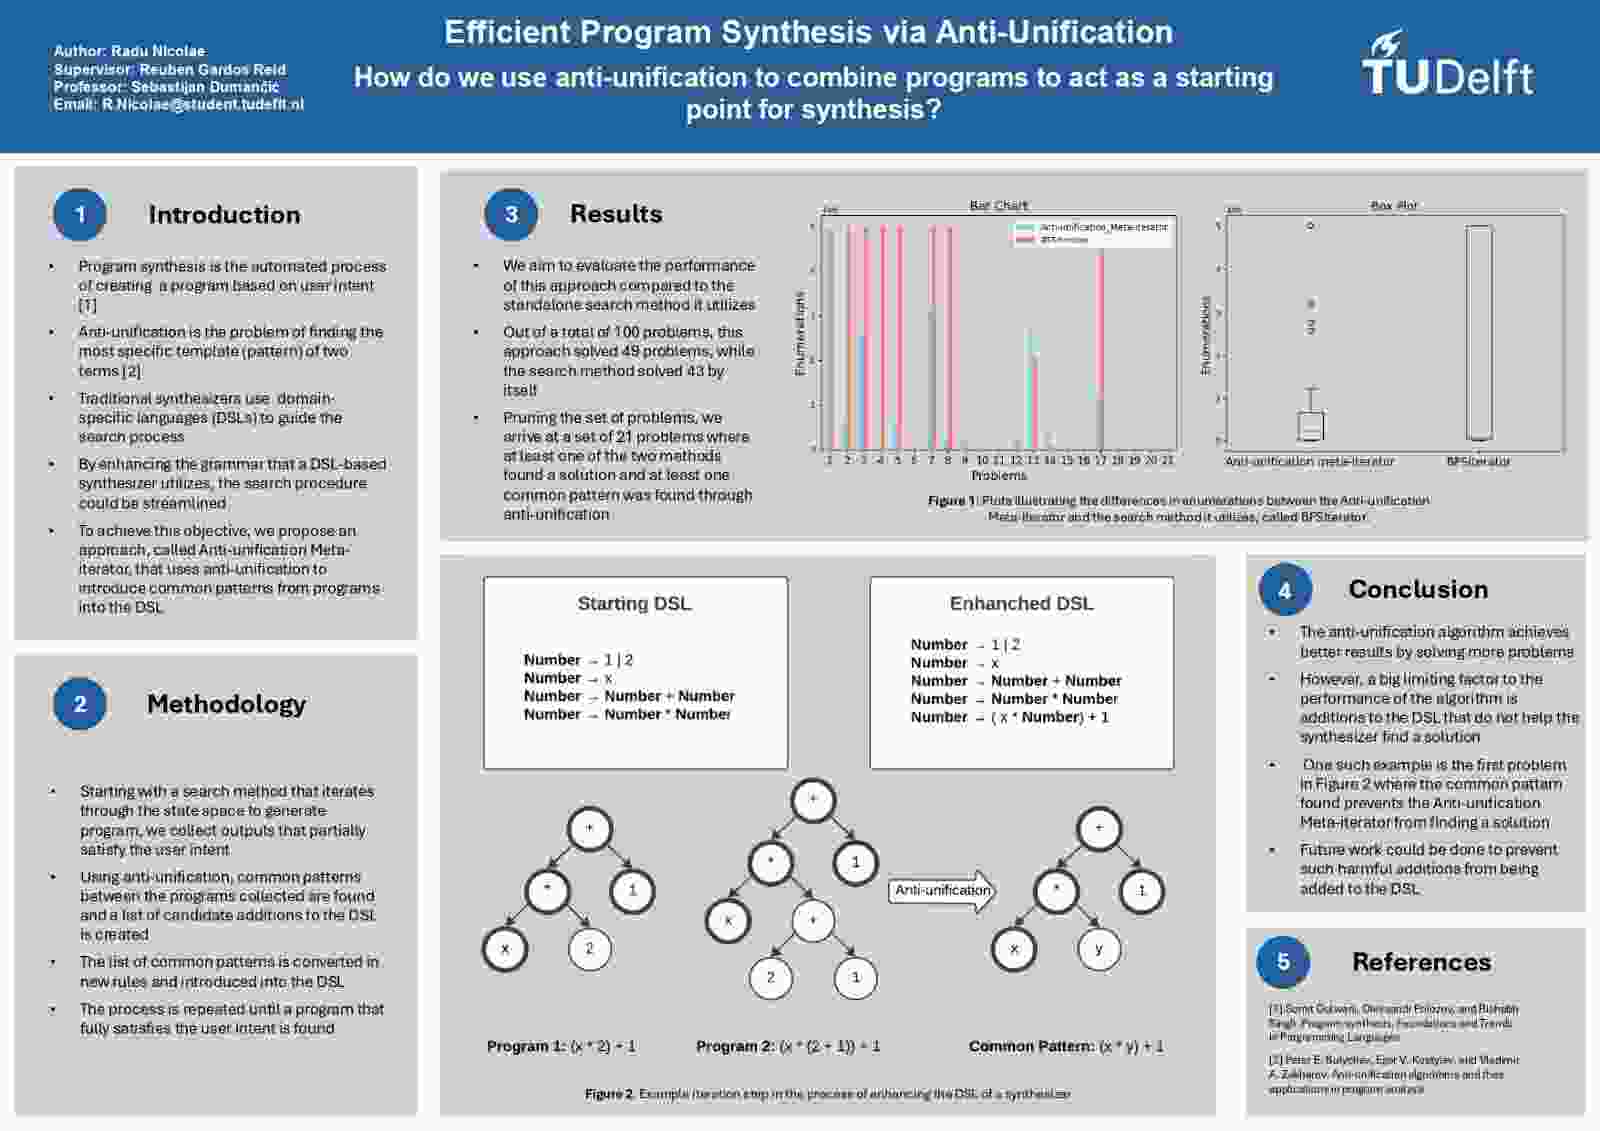 Author: Radu Nicolae
Supervisor: Reuben Gardos Reid
Professor: Sebastijan Dumančić
Email: R.Nicolae@student.tudelft.nl
Efficient Program Synthesis via Anti-Unification
How do we use anti-unification to combine programs to act as a starting
point for synthesis?
TUDelft
1
Introduction
• Program synthesis is the automated process
of creating a program based on user intent
[1]
• Anti-unification is the problem of finding the
most specific template (pattern) of two
terms [2]
• Traditional synthesizers use domain-
specific languages (DSLs) to guide the
search process
• By enhancing the grammar that a DSL-based
synthesizer utilizes, the search procedure
could be streamlined
• To achieve this objective, we propose an
approach, called Anti-unification Meta-
iterator, that uses anti-unification to
introduce common patterns from programs
into the DSL
2
Methodology
• Starting with a search method that iterates
through the state space to generate
program, we collect outputs that partially
satisfy the user intent
• Using anti-unification, common patterns
between the programs collected are found
and a list of candidate additions to the DSL
is created
• The list of common patterns is converted in
new rules and introduced into the DSL
• The process is repeated until a program that
fully satisfies the user intent is found
3
Results
• We aim to evaluate the performance
of this approach compared to the
standalone search method it utilizes
• Out of a total of 100 problems, this
approach solved 49 problems, while
the search method solved 43 by
itself
• Pruning the set of problems, we
arrive at a set of 21 problems where
at least one of the two methods
found a solution and at least one
common pattern was found through
anti-unification
Bar Chart
Anti-unification_Meta-iterator
BFSIterator
Enumerations
1 2 3 4 5 6 7 8 9 10 11 12 13 14 15 16 17 18 19 20 21
Problems
Box Plot
Enumerations
Anti-unification meta-iterator
BFSIterator
Figure 1. Plots illustrating the differences in enumerations between the Anti-unification
Meta-iterator and the search method it utilizes, called BFSIterator
Starting DSL
Number → 1 | 2
Number → x
Number → Number + Number
Number → Number * Number
Enhanched DSL
Number → 1 | 2
Number → x
Number → Number + Number
Number → Number * Number
Number → ( x * Number) + 1
*
*
1
x
2
+
*
1
x
+
2
1
Anti-unification
+
*
1
x
y
Program 1: (x * 2) + 1
Program 2: (x * (2 + 1)) + 1
Common Pattern: (x * y) + 1
Figure 2. Example iteration step in the process of enhancing the DSL of a synthesizer
4
Conclusion
• The anti-unification algorithm achieves
better results by solving more problems
• However, a big limiting factor to the
performance of the algorithm is
additions to the DSL that do not help the
synthesizer find a solution
• One such example is the first problem
in Figure 2 where the common pattern
found prevents the Anti-unification
Meta-iterator from finding a solution
• Future work could be done to prevent
such harmful additions from being
added to the DSL
5
References
[1] Sumit Gulwani, Oleksandr Polozov, and Rishabh
Singh. Program synthesis. Foundations and Trends
in Programming Languages
[2] Peter E. Bulychev, Egor V. Kostylev, and Vladimir
A. Zakharov. Anti-unification algorithms and their
applications in program analysis